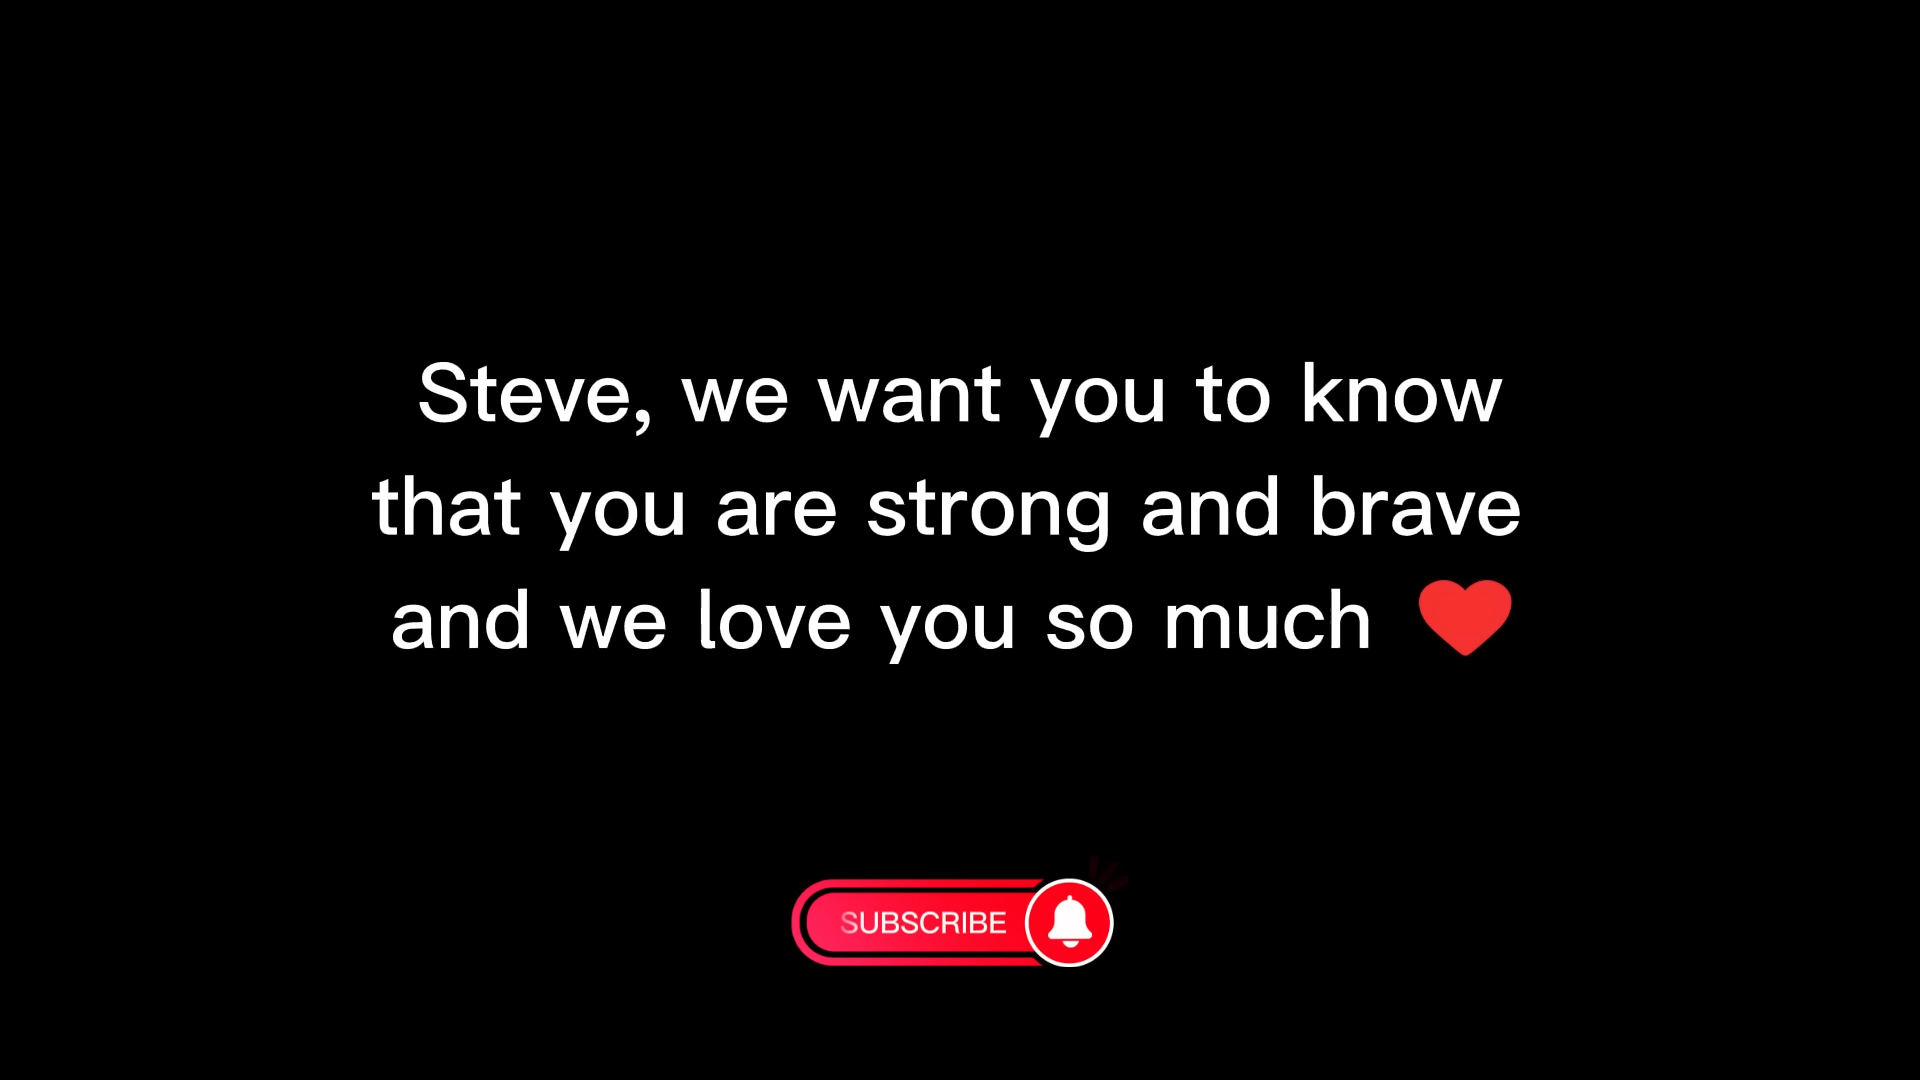 Steve, we want you to know
that you are strong and brave
and we love you so much ❤️
SUBSCRIBE